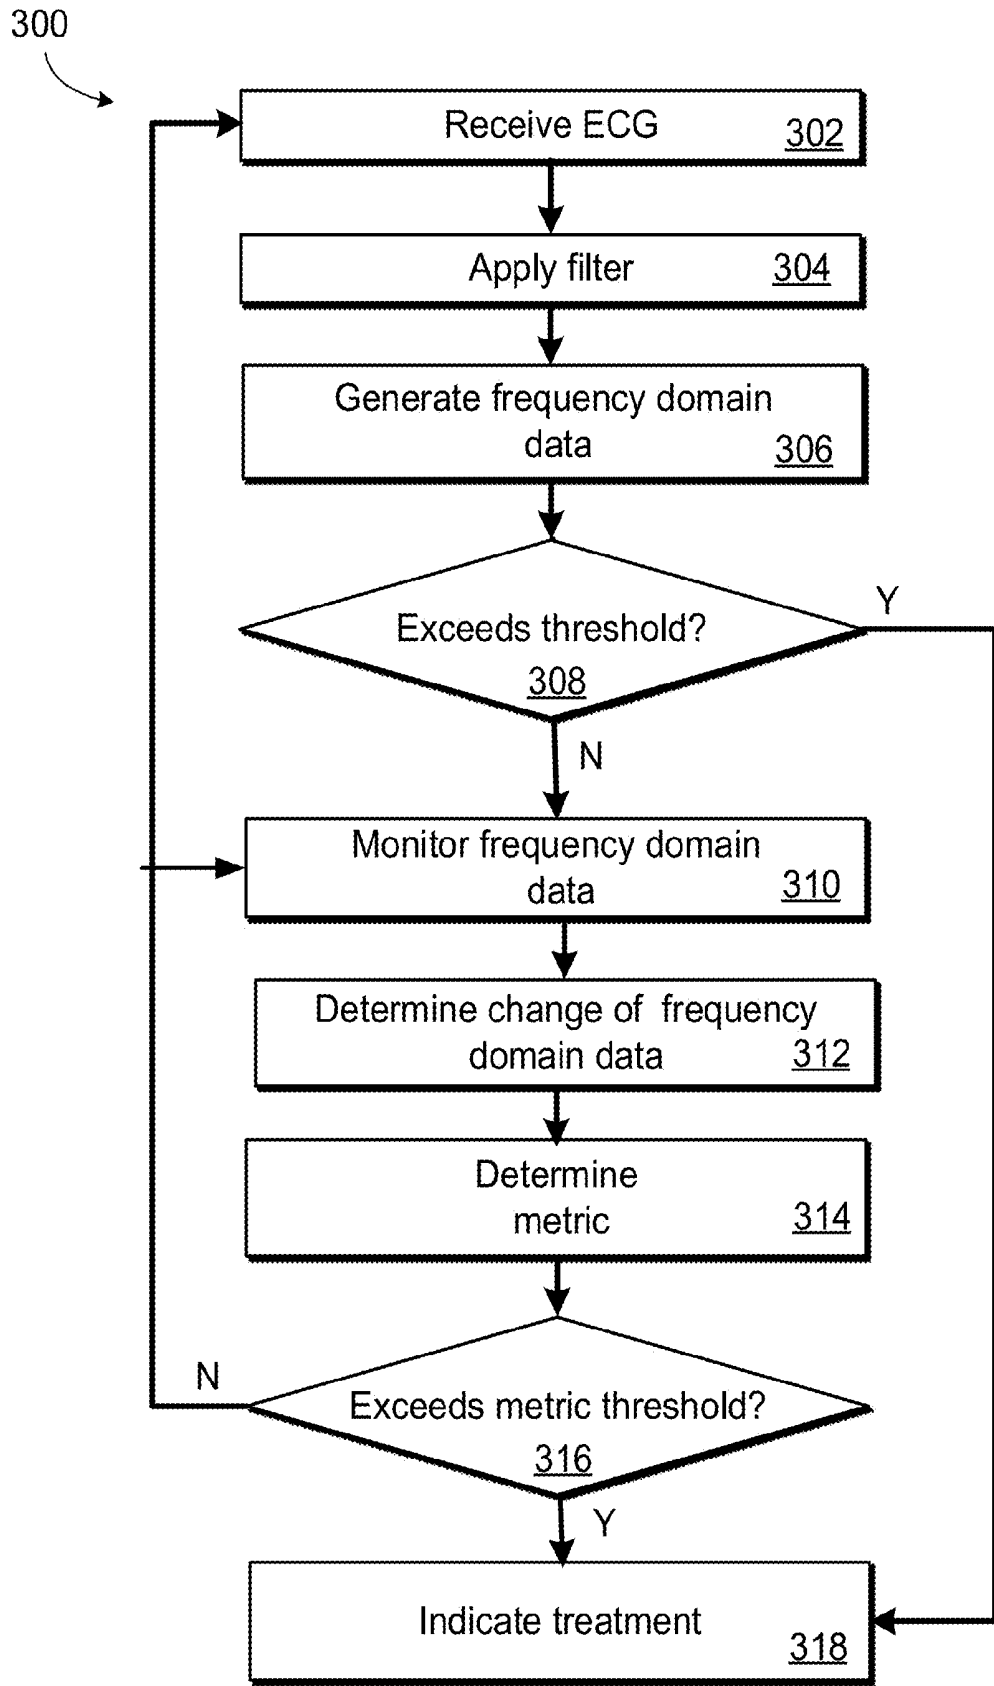 300
Receive ECG
302
Apply filter
304
Generate frequency domain
data
306
Exceeds threshold?
308
Y
N
Monitor frequency domain
data
310
Determine change of frequency
domain data
312
Determine
metric
314
Exceeds metric threshold?
316
N
Y
Indicate treatment
318